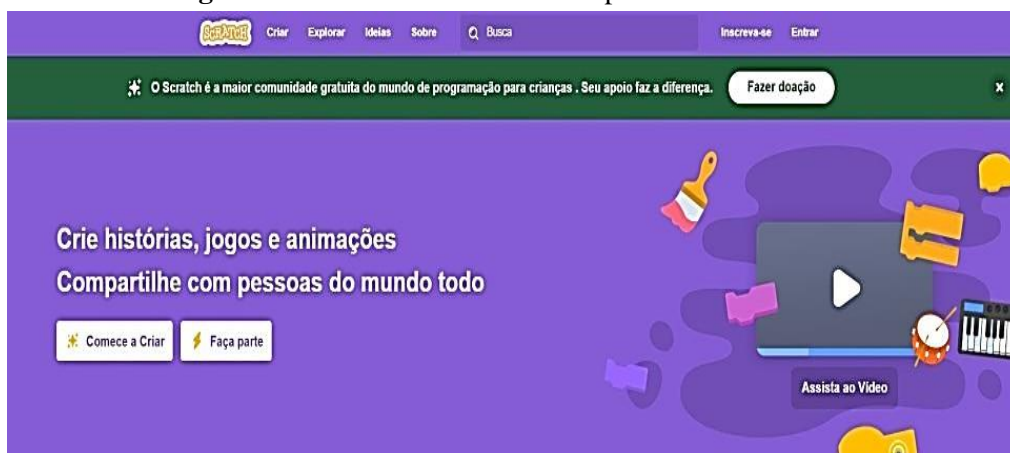 SCRATCH Criar Explorar Ideias Sobre Busca Inscreva-se Entrar
O Scratch é a maior comunidade gratuita do mundo de programação para crianças . Seu apoio faz a diferença. Fazer doação x
Crie histórias, jogos e animações
Compartilhe com pessoas do mundo todo
Comece a Criar Faça parte
Assista ao Vídeo